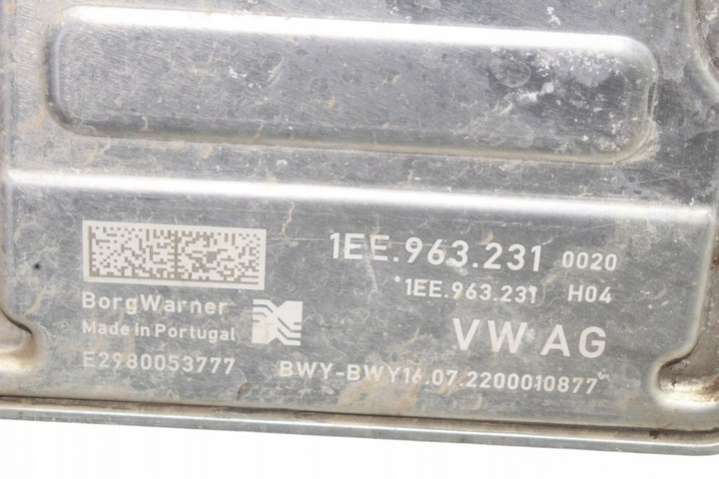 1EE.963.231 0020
*1EE.963.231* H04
BorgWarner
Made in Portugal
VW AG
E2980053777
BWY-BWY16.07.2200010877